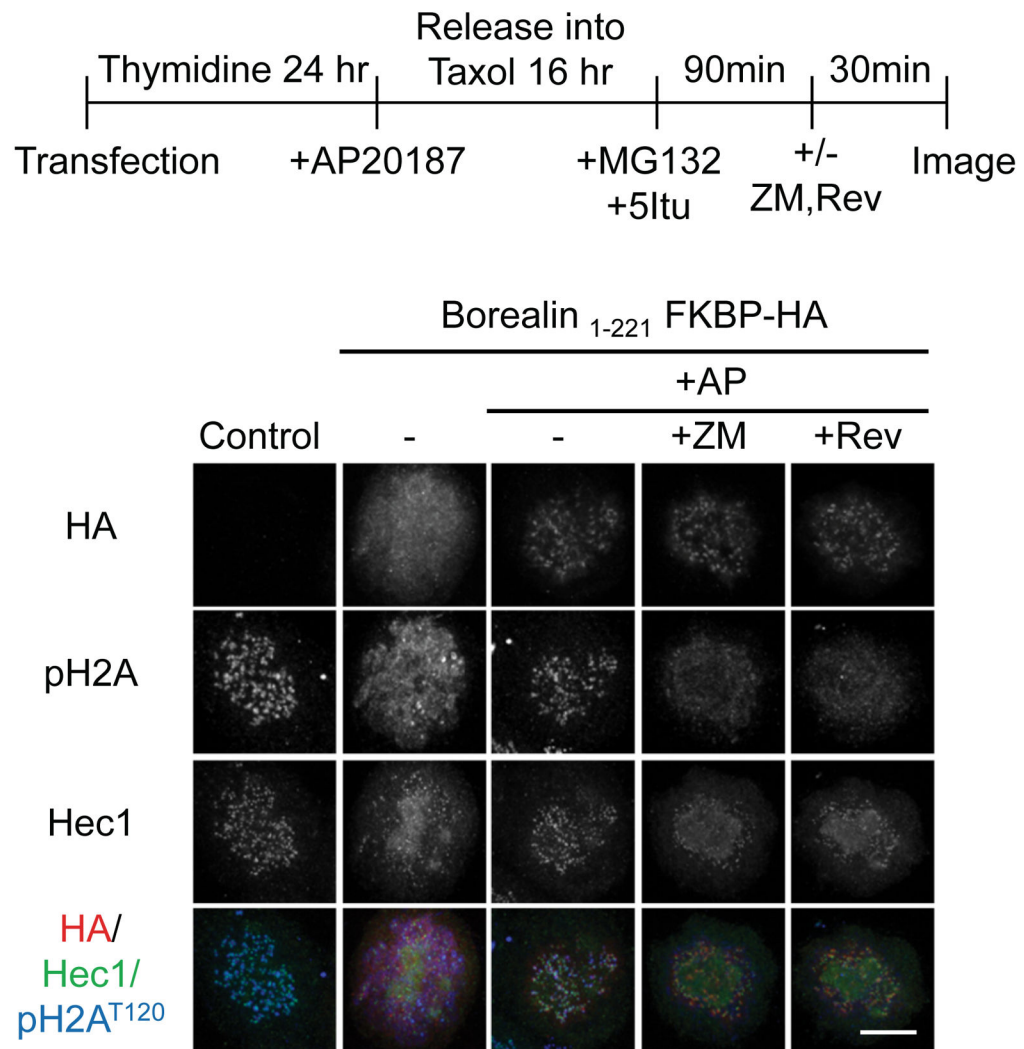 Release into
Thymidine 24 hr Taxol 16 hr 90min 30min
Transfection +AP20187 +MG132 +/- Image
+5Itu ZM,Rev
Borealin 1-221 FKBP-HA
+AP
Control - - +ZM +Rev
HA
pH2A
Hec1
HA/
Hec1/
pH2AT120